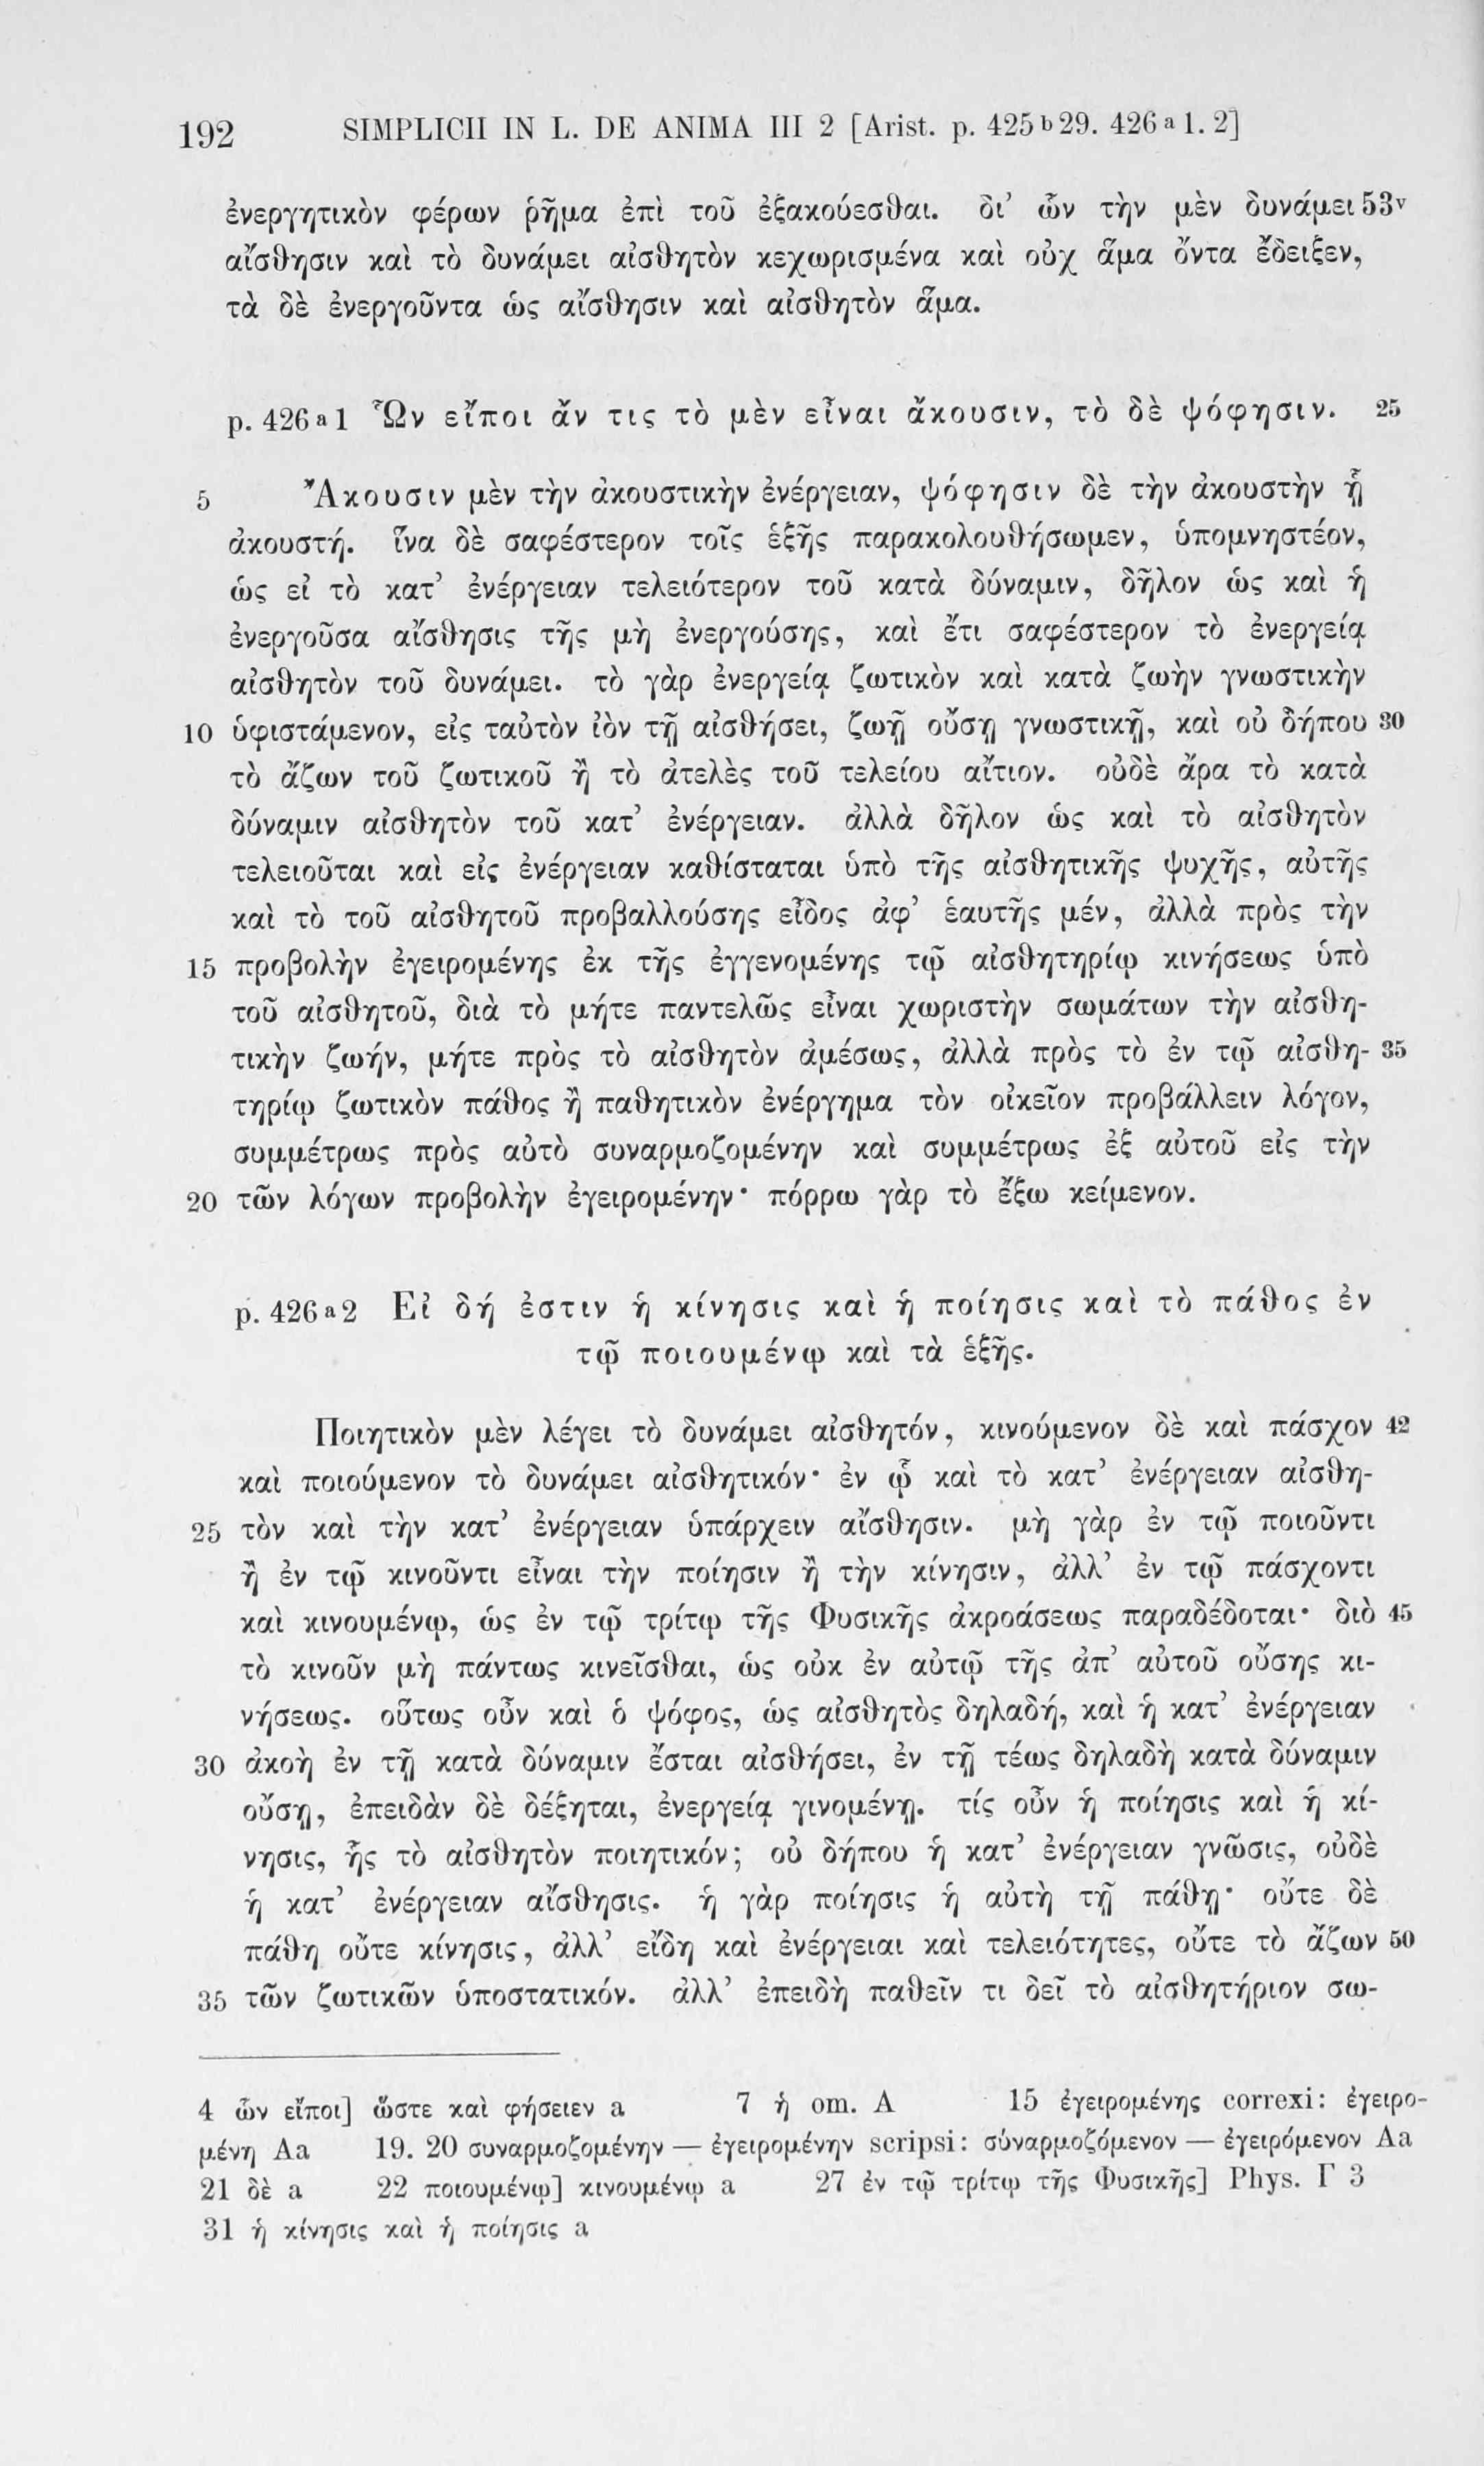 192 SIMPLICII IN L. DE ANIMA III 2 [Arist. p. 425 b 29. 426 a 1. 2]
ἐνεργητικὸν φέρων ῥῆμα ἐπὶ τοῦ ἐξακούεσθαι. δι’ ὧν τὴν μὲν δυνάμει 53v
αἴσθησιν καὶ τὸ δυνάμει αἰσθητὸν κεχωρισμένα καὶ οὐχ ἅμα ὄντα ἔδειξεν,
τὰ δὲ ἐνεργοῦντα ὡς αἴσθησιν καὶ αἰσθητὸν ἅμα.
p. 426 a 1 Ὧν εἴποι ἄν τις τὸ μὲν εἶναι ἄκουσιν, τὸ δὲ ψόφησιν. 25
5 Ἄκουσιν μὲν τὴν ἀκουστικὴν ἐνέργειαν, ψόφησιν δὲ τὴν ἀκουστὴν ᾗ
ἀκουστή. ἵνα δὲ σαφέστερον τοῖς ἑξῆς παρακολουθήσωμεν, ὑπομνηστέον,
ὡς εἰ τὸ κατ’ ἐνέργειαν τελειότερον τοῦ κατὰ δύναμιν, δῆλον ὡς καὶ ἡ
ἐνεργοῦσα αἴσθησις τῆς μὴ ἐνεργούσης, καὶ ἔτι σαφέστερον τὸ ἐνεργείᾳ
αἰσθητὸν τοῦ δυνάμει. τὸ γὰρ ἐνεργείᾳ ζωτικὸν καὶ κατὰ ζωὴν γνωστικὴν
10 ὑφιστάμενον, εἰς ταὐτὸν ἰὸν τῇ αἰσθήσει, ζωῇ οὔσῃ γνωστικῇ, καὶ οὐ δήπου 30
τὸ ἄζων τοῦ ζωτικοῦ ἢ τὸ ἀτελὲς τοῦ τελείου αἴτιον. οὐδὲ ἄρα τὸ κατὰ
δύναμιν αἰσθητὸν τοῦ κατ’ ἐνέργειαν. ἀλλὰ δῆλον ὡς καὶ τὸ αἰσθητὸν
τελειοῦται καὶ εἰς ἐνέργειαν καθίσταται ὑπὸ τῆς αἰσθητικῆς ψυχῆς, αὐτῆς
καὶ τὸ τοῦ αἰσθητοῦ προβαλλούσης εἶδος ἀφ’ ἑαυτῆς μέν, ἀλλὰ πρὸς τὴν
15 προβολὴν ἐγειρομένης ἐκ τῆς ἐγγενομένης τῷ αἰσθητηρίῳ κινήσεως ὑπὸ
τοῦ αἰσθητοῦ, διὰ τὸ μήτε παντελῶς εἶναι χωριστὴν σωμάτων τὴν αἰσθη-
τικὴν ζωήν, μήτε πρὸς τὸ αἰσθητὸν ἀμέσως, ἀλλὰ πρὸς τὸ ἐν τῷ αἰσθη- 35
τηρίῳ ζωτικὸν πάθος ἢ παθητικὸν ἐνέργημα τὸν οἰκεῖον προβάλλειν λόγον,
συμμέτρως πρὸς αὐτὸ συναρμοζομένην καὶ συμμέτρως ἐξ αὐτοῦ εἰς τὴν
20 τῶν λόγων προβολὴν ἐγειρομένην· πόρρω γὰρ τὸ ἔξω κείμενον.
p. 426 a 2 Εἰ δή ἐστιν ἡ κίνησις καὶ ἡ ποίησις καὶ τὸ πάθος ἐν
τῷ ποιουμένῳ καὶ τὰ ἑξῆς.
Ποιητικὸν μὲν λέγει τὸ δυνάμει αἰσθητόν, κινούμενον δὲ καὶ πάσχον 42
καὶ ποιούμενον τὸ δυνάμει αἰσθητικόν· ἐν ᾧ καὶ τὸ κατ’ ἐνέργειαν αἰσθη-
25 τὸν καὶ τὴν κατ’ ἐνέργειαν ὑπάρχειν αἴσθησιν. μὴ γὰρ ἐν τῷ ποιοῦντι
ἢ ἐν τῷ κινοῦντι εἶναι τὴν ποίησιν ἢ τὴν κίνησιν, ἀλλ’ ἐν τῷ πάσχοντι
καὶ κινουμένῳ, ὡς ἐν τῷ τρίτῳ τῆς Φυσικῆς ἀκροάσεως παραδέδοται· διὸ 45
τὸ κινοῦν μὴ πάντως κινεῖσθαι, ὡς οὐκ ἐν αὐτῷ τῆς ἀπ’ αὐτοῦ οὔσης κι-
νήσεως. οὕτως οὖν καὶ ὁ ψόφος, ὡς αἰσθητὸς δηλαδή, καὶ ἡ κατ’ ἐνέργειαν
30 ἀκοὴ ἐν τῇ κατὰ δύναμιν ἔσται αἰσθήσει, ἐν τῇ τέως δηλαδὴ κατὰ δύναμιν
οὔσῃ, ἐπειδὰν δὲ δέξηται, ἐνεργείᾳ γινομένῃ. τίς οὖν ἡ ποίησις καὶ ἡ κί-
νησις, ἧς τὸ αἰσθητὸν ποιητικόν; οὐ δήπου ἡ κατ’ ἐνέργειαν γνῶσις, οὐδὲ
ἡ κατ’ ἐνέργειαν αἴσθησις. ἡ γὰρ ποίησις ἡ αὐτὴ τῇ πάθῃ· οὔτε δὲ
πάθη οὔτε κίνησις, ἀλλ’ εἴδη καὶ ἐνέργειαι καὶ τελειότητες, οὔτε τὸ ἄζων 50
35 τῶν ζωτικῶν ὑποστατικόν. ἀλλ’ ἐπειδὴ παθεῖν τι δεῖ τὸ αἰσθητήριον σω-
4 ὧν εἴποι] ὥστε καὶ φήσειεν a 7 ἡ om. A 15 ἐγειρομένης correxi: ἐγειρο-
μένη Aa 19. 20 συναρμοζομένην — ἐγειρομένην scripsi: συναρμοζόμενον — ἐγειρόμενον Aa
21 δὲ a 22 ποιουμένῳ] κινουμένῳ a 27 ἐν τῷ τρίτῳ τῆς Φυσικῆς] Phys. Γ 3
31 ἡ κίνησις καὶ ἡ ποίησις a